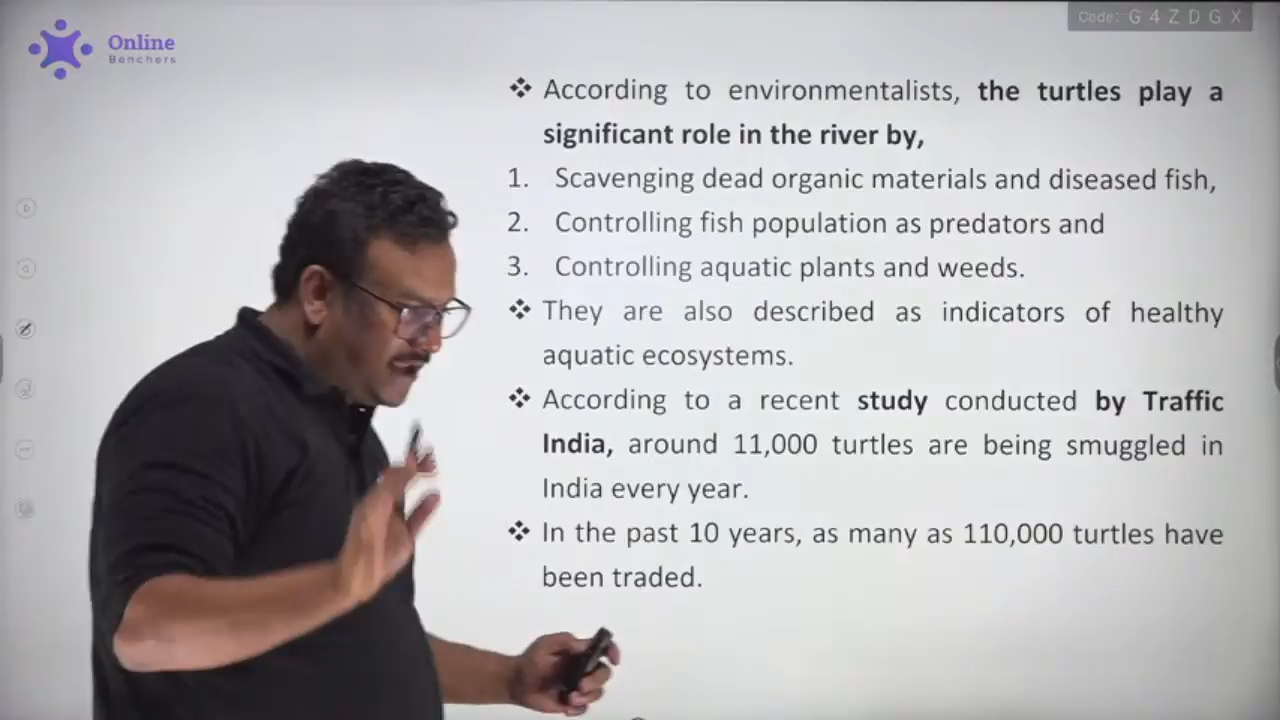 Code: G 4 Z D G X
Online
Benchers
❖ According to environmentalists, the turtles play a
significant role in the river by,
1. Scavenging dead organic materials and diseased fish,
2. Controlling fish population as predators and
3. Controlling aquatic plants and weeds.
❖ They are also described as indicators of healthy
aquatic ecosystems.
❖ According to a recent study conducted by Traffic
India, around 11,000 turtles are being smuggled in
India every year.
❖ In the past 10 years, as many as 110,000 turtles have
been traded.